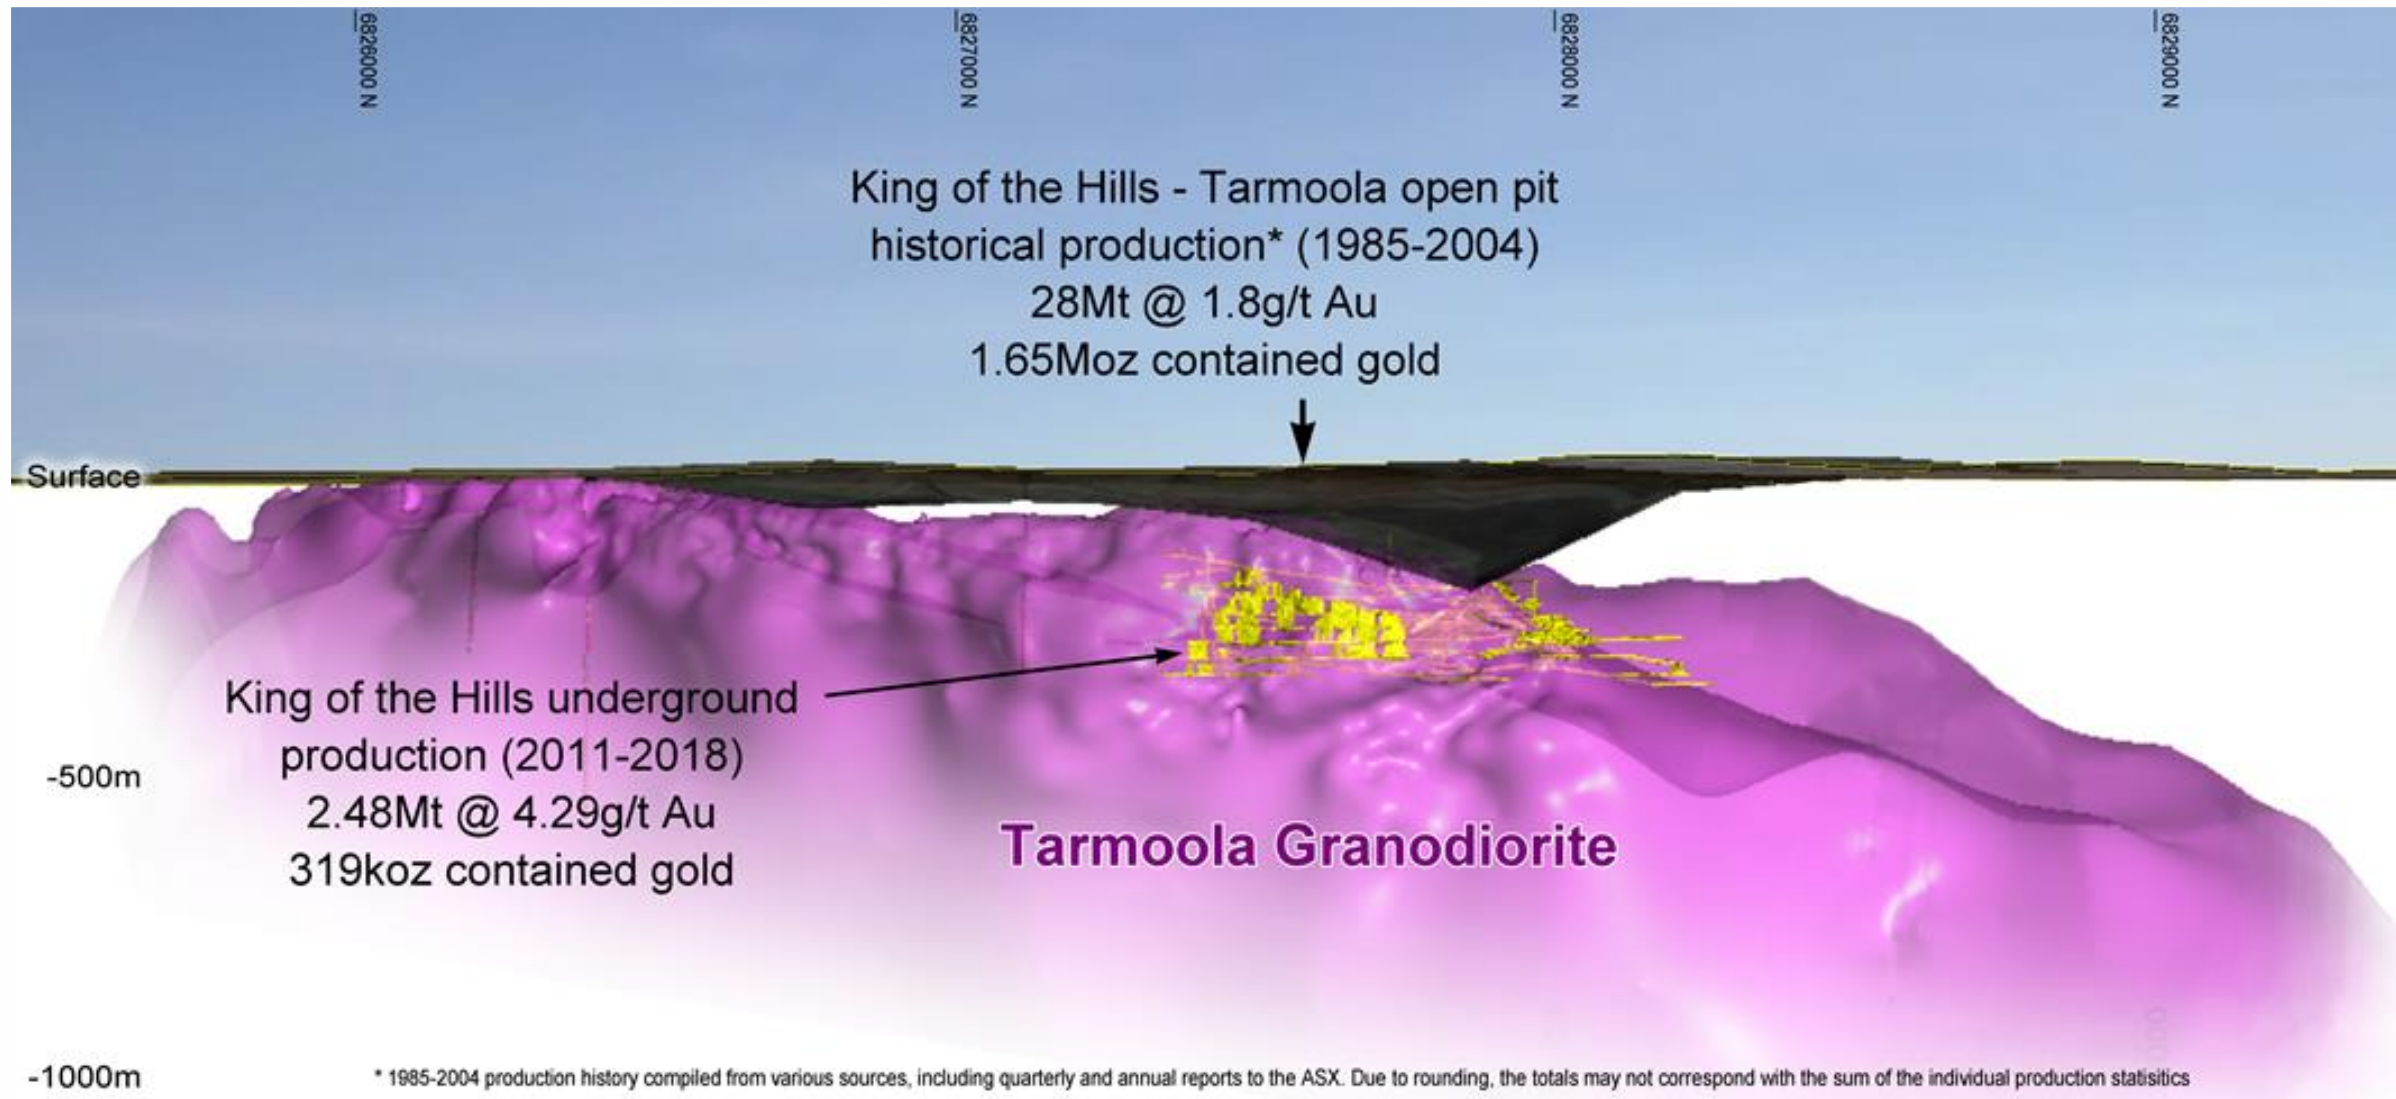 6826000 N
6827000 N
6828000 N
6829000 N
King of the Hills - Tarmoola open pit
historical production* (1985-2004)
28Mt @ 1.8g/t Au
1.65Moz contained gold
Surface
King of the Hills underground
production (2011-2018)
2.48Mt @ 4.29g/t Au
319koz contained gold
-500m
Tarmoola Granodiorite
-1000m
* 1985-2004 production history compiled from various sources, including quarterly and annual reports to the ASX. Due to rounding, the totals may not correspond with the sum of the individual production statisitics